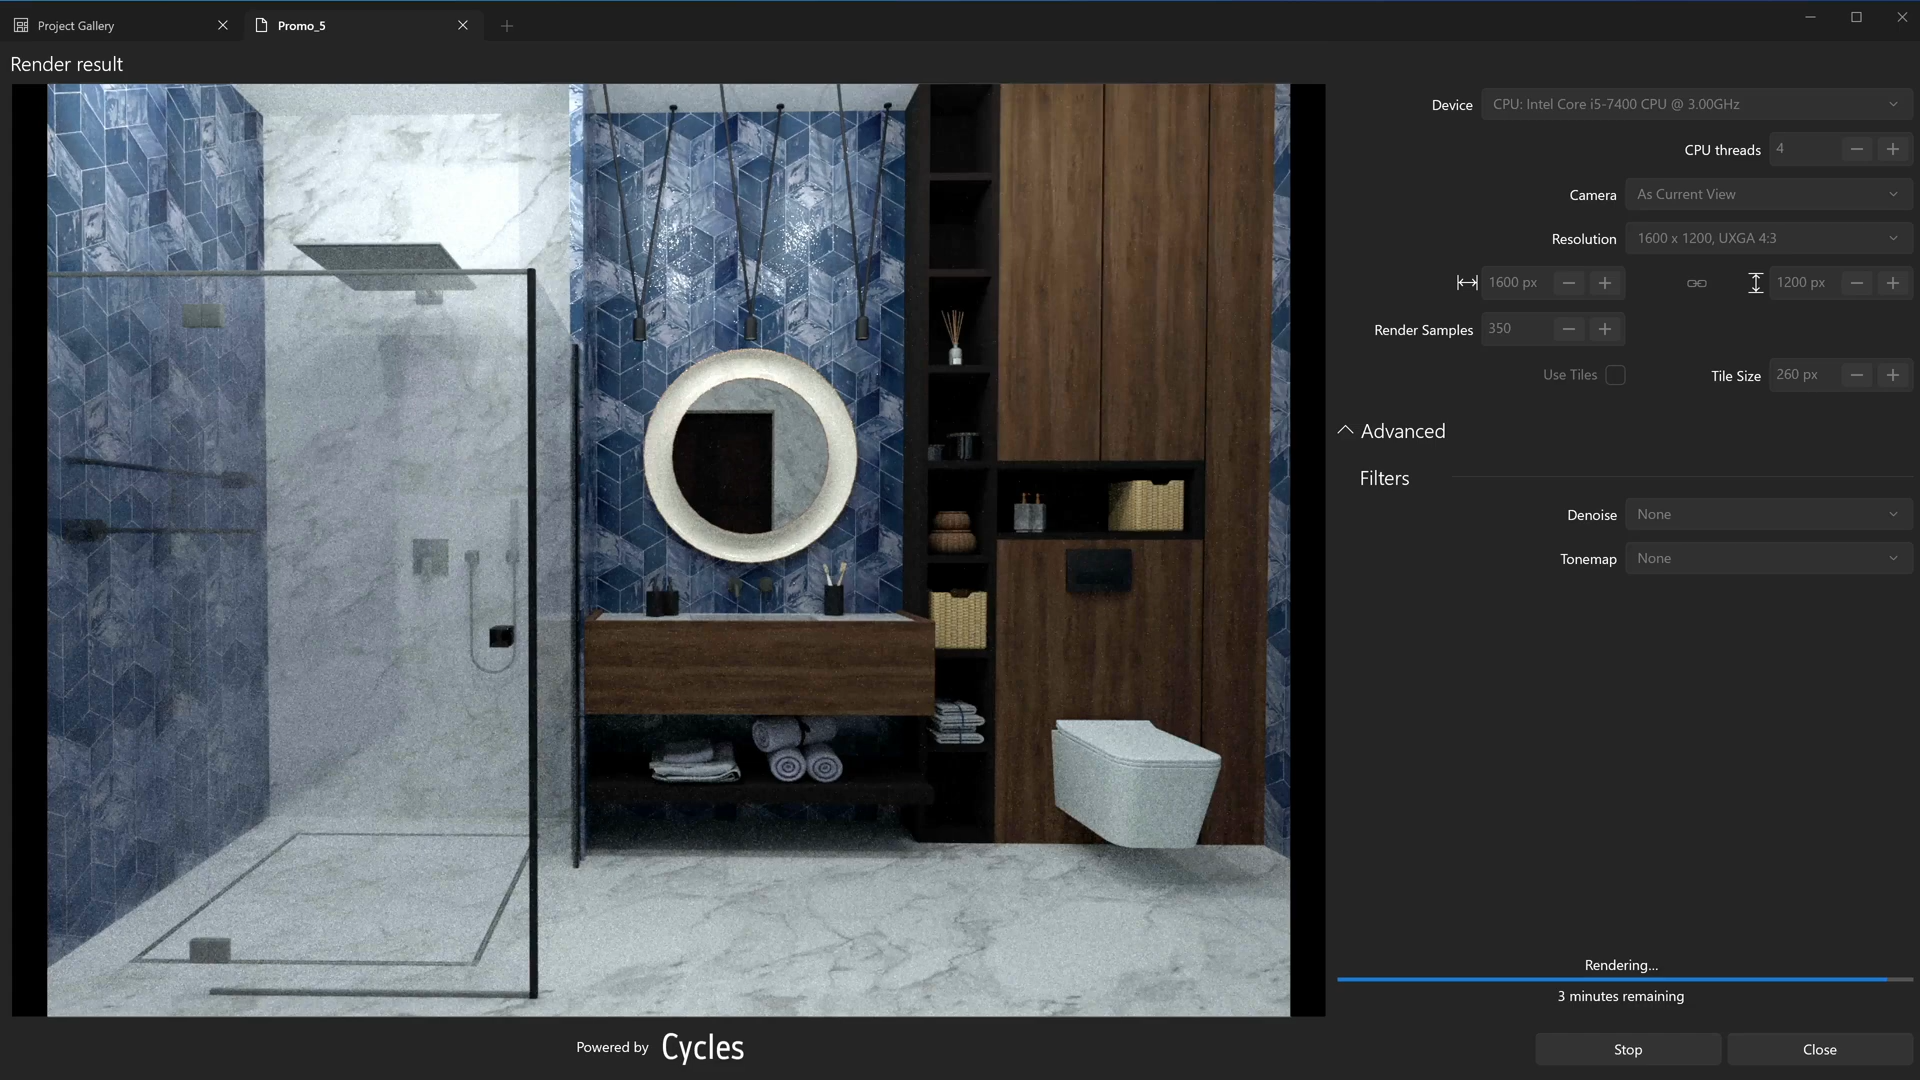 Project Gallery
Promo_5
Render result
Device CPU: Intel Core i5-7400 CPU @ 3.00GHz
CPU threads 4
Camera As Current View
Resolution 1600 x 1200, UXGA 4:3
1600 px 1200 px
Render Samples 350
Use Tiles Tile Size 260 px
Advanced
Filters
Denoise None
Tonemap None
Rendering...
3 minutes remaining
Powered by Cycles
Stop Close